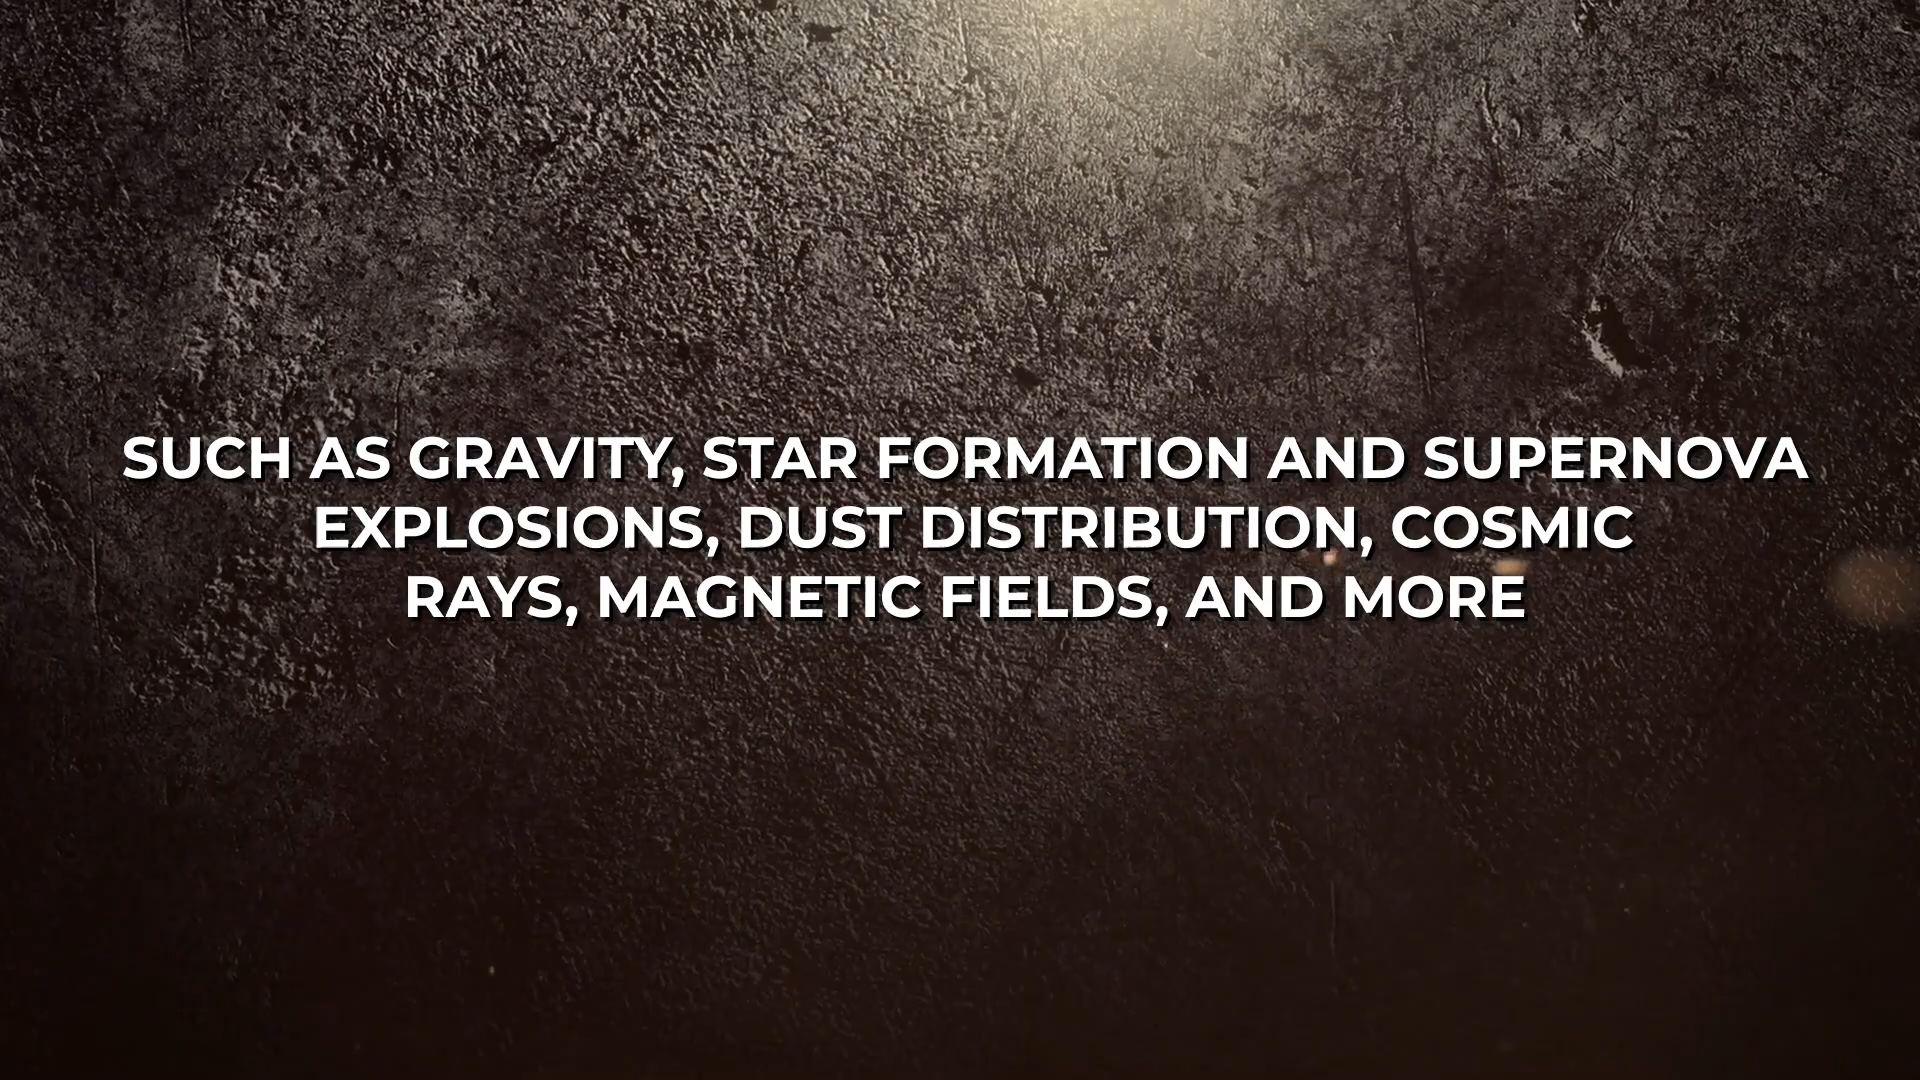 SUCH AS GRAVITY, STAR FORMATION AND SUPERNOVA
EXPLOSIONS, DUST DISTRIBUTION, COSMIC
RAYS, MAGNETIC FIELDS, AND MORE